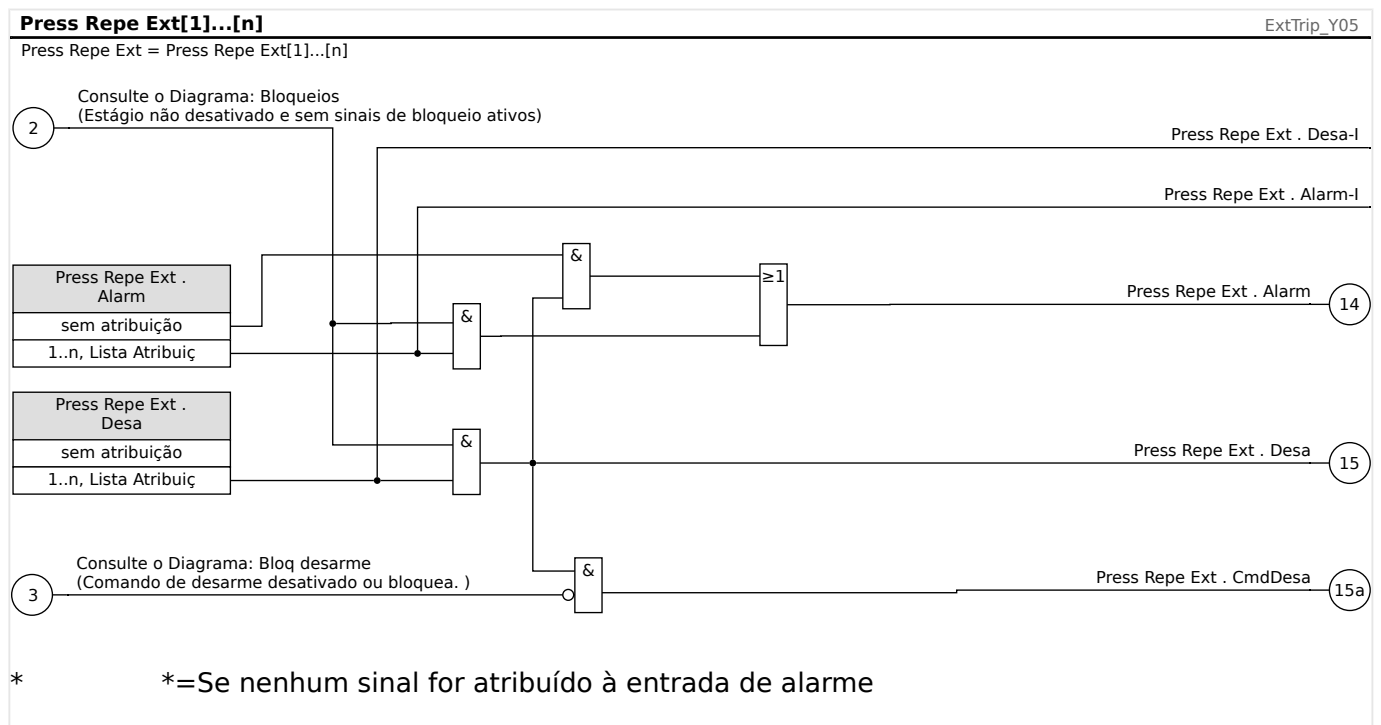 Press Repe Ext[1]...[n]
ExtTrip_Y05
Press Repe Ext = Press Repe Ext[1]...[n]
Consulte o Diagrama: Bloqueios
(Estágio não desativado e sem sinais de bloqueio ativos)
2
Press Repe Ext . Desa-I
Press Repe Ext . Alarm-I
&
Press Repe Ext .
Alarm
≥1
Press Repe Ext . Alarm
14
sem atribuição
&
1..n, Lista Atribuiç
Press Repe Ext .
Desa
&
sem atribuição
Press Repe Ext . Desa
15
1..n, Lista Atribuiç
Consulte o Diagrama: Bloq desarme
(Comando de desarme desativado ou bloquea. )
3
&
Press Repe Ext . CmdDesa
15a
* *=Se nenhum sinal for atribuído à entrada de alarme